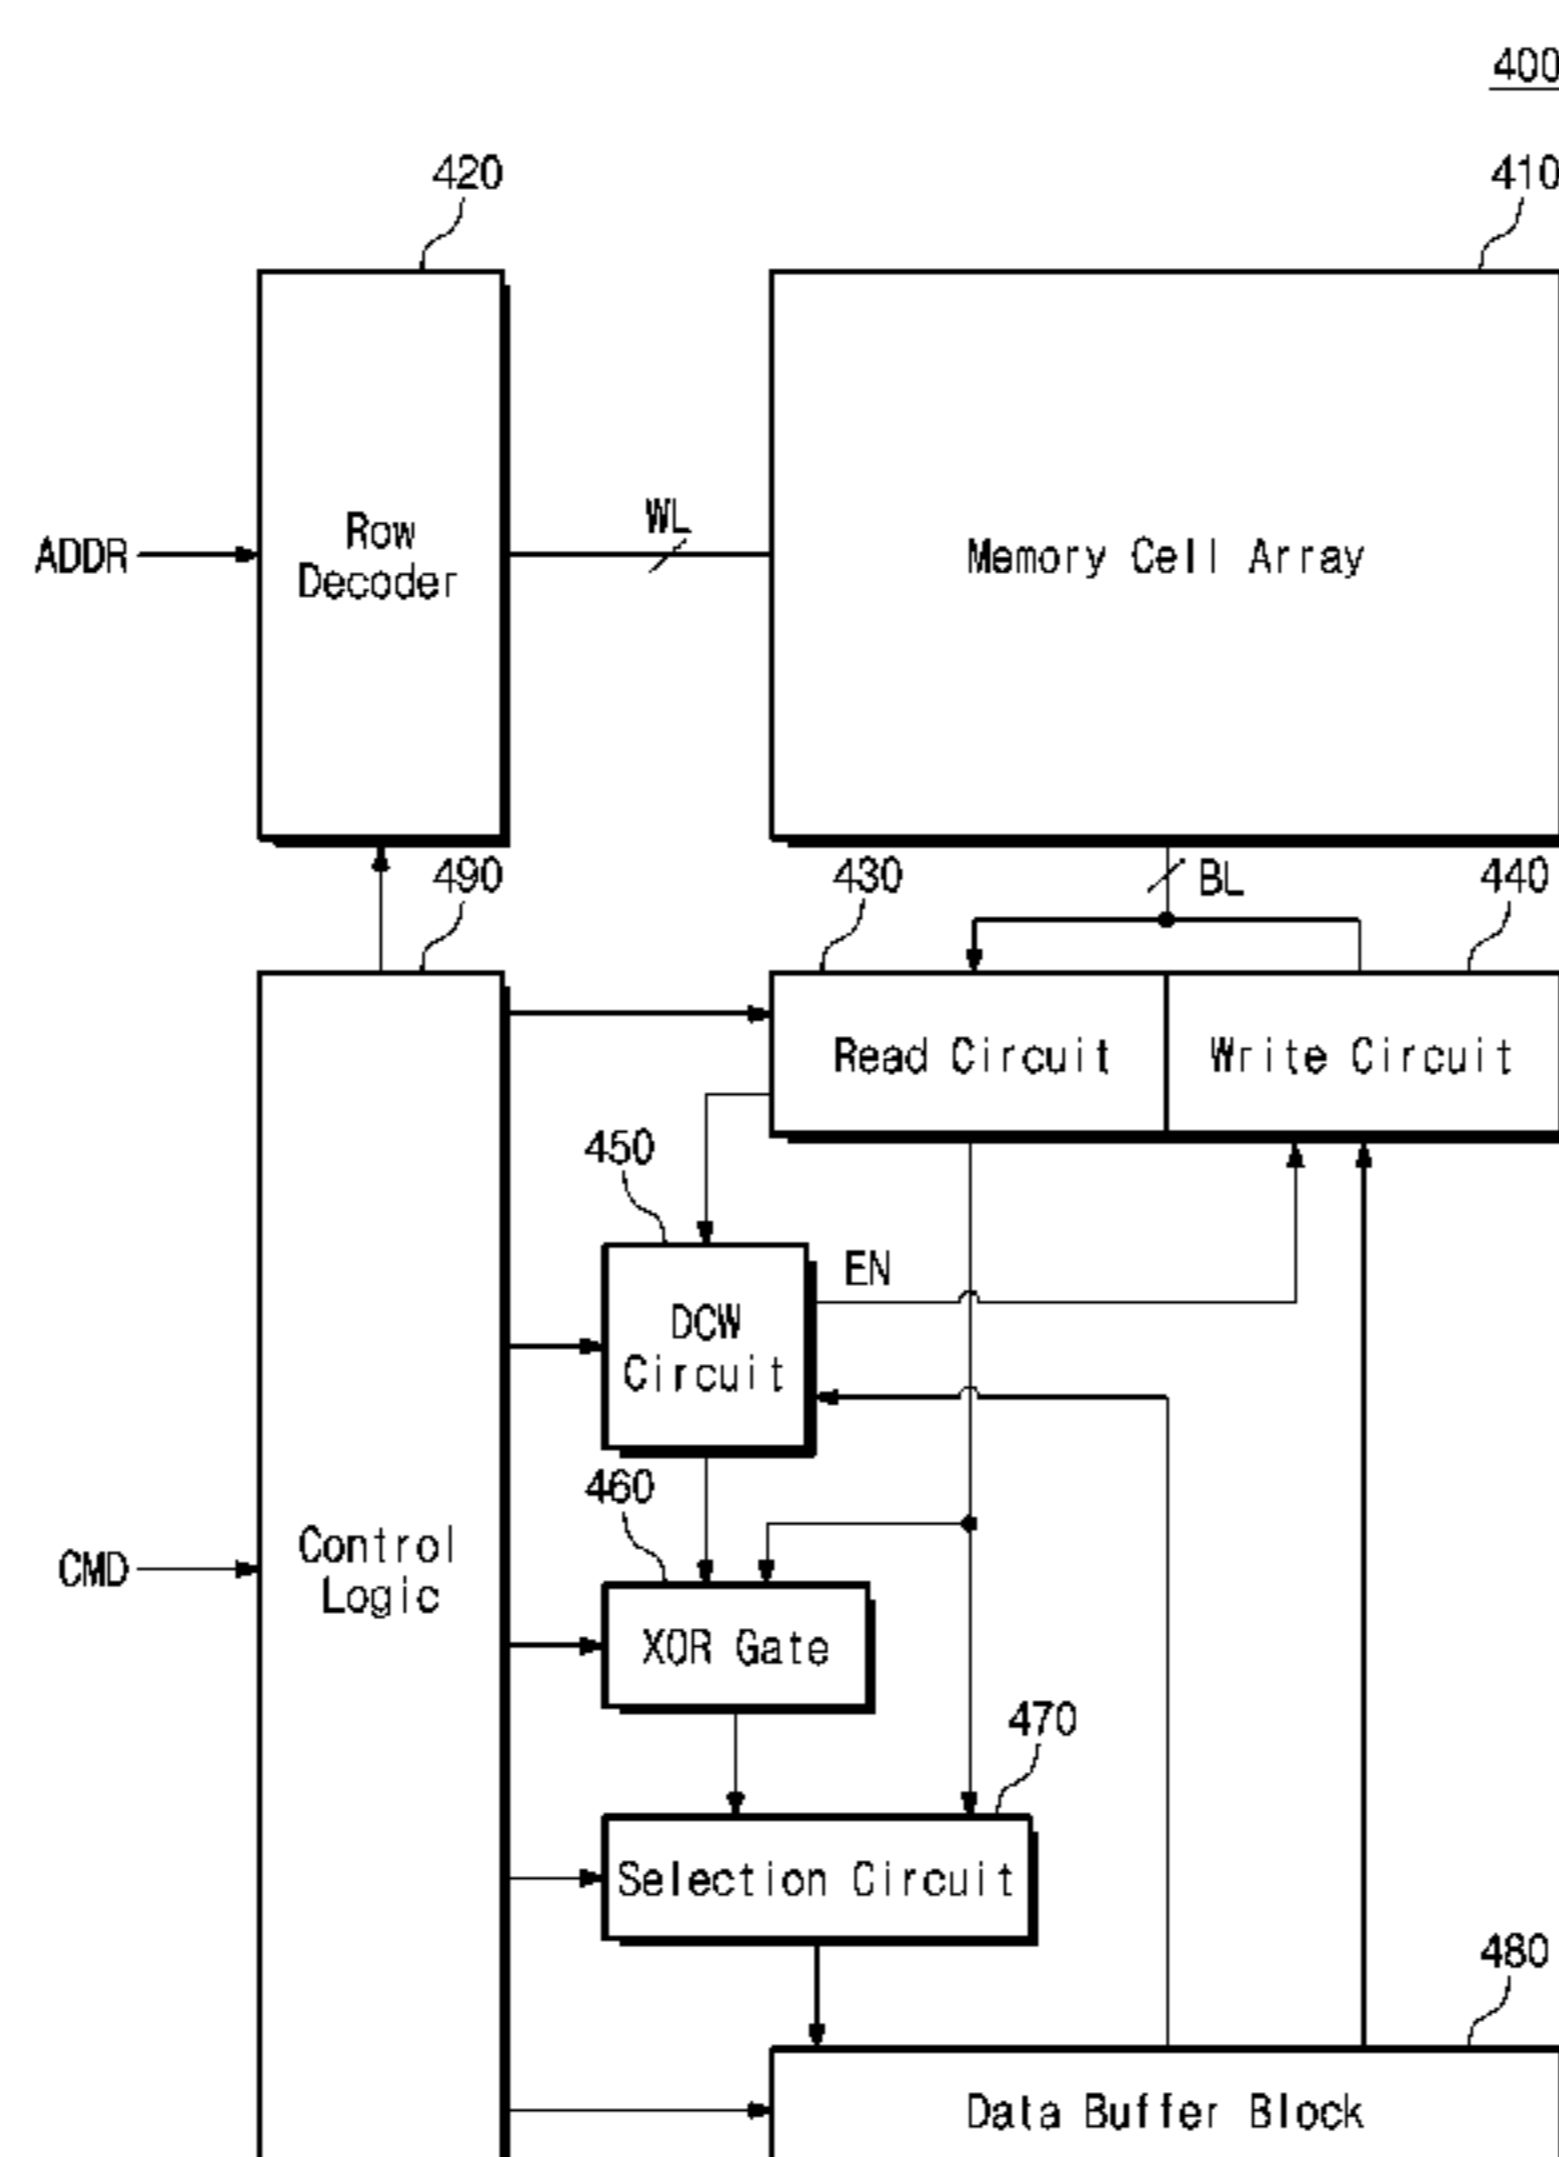 400
420
410
Row
Decoder
ADDR
WL
Memory Cell Array
490
430
BL
440
Read Circuit
Write Circuit
450
EN
DCW
Circuit
460
CMD
Control
Logic
XOR Gate
470
Selection Circuit
480
Data Buffer Block